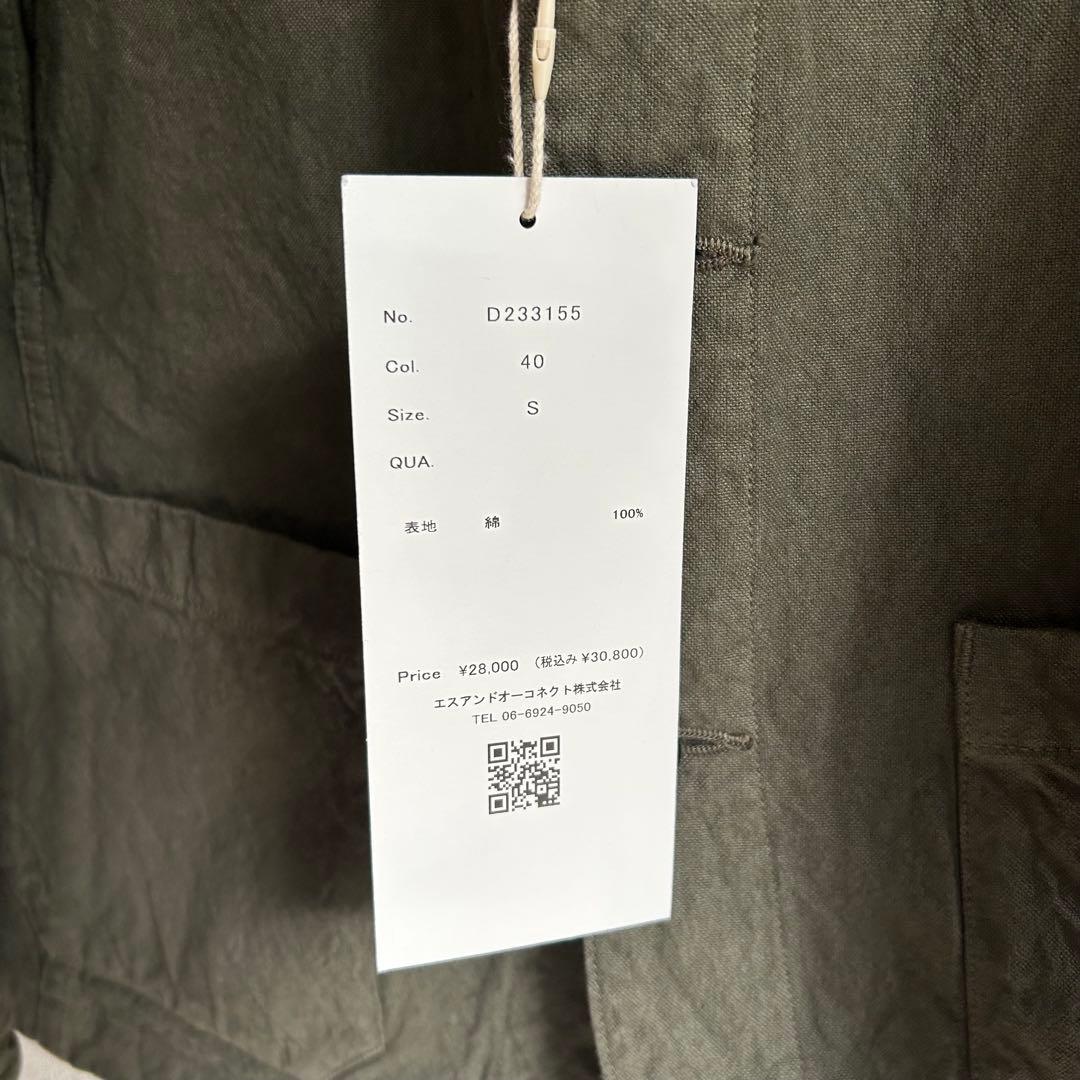 No. D233155
Col. 40
Size. S
QUA.
表地 綿 100%
Price ¥28,000 (税込み ¥30,800)
エスアンドオーコネクト株式会社
TEL 06-6924-9050